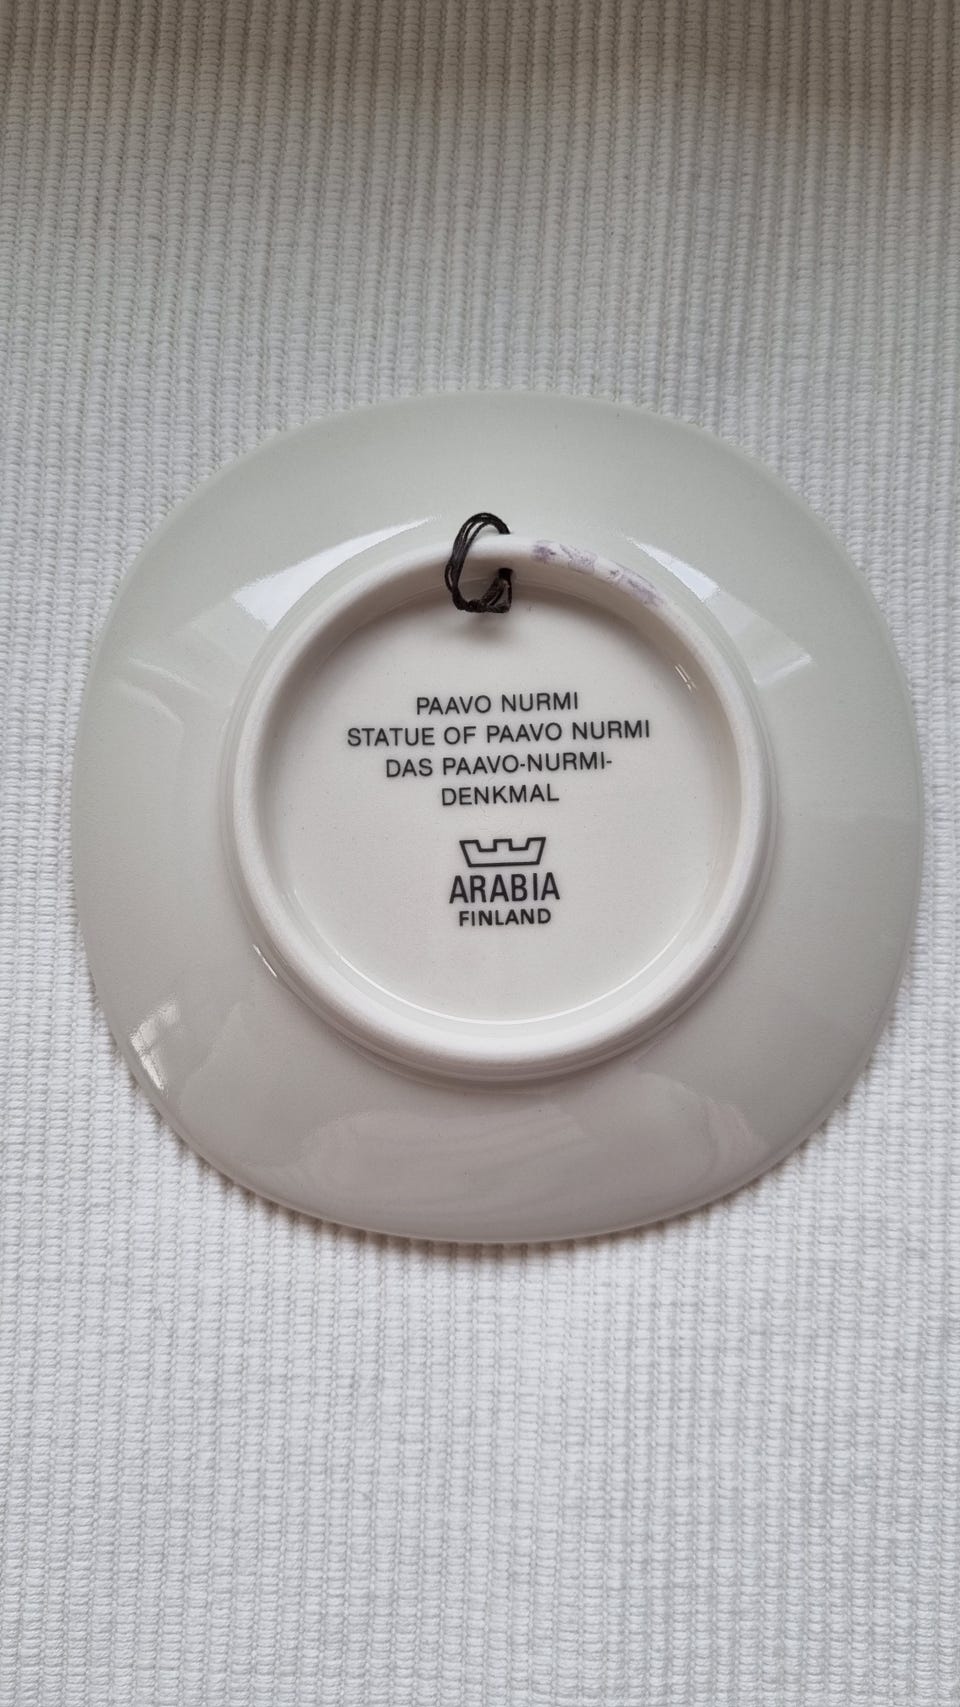 PAAVO NURMI
STATUE OF PAAVO NURMI
DAS PAAVO-NURMI-
DENKMAL
ARABIA
FINLAND